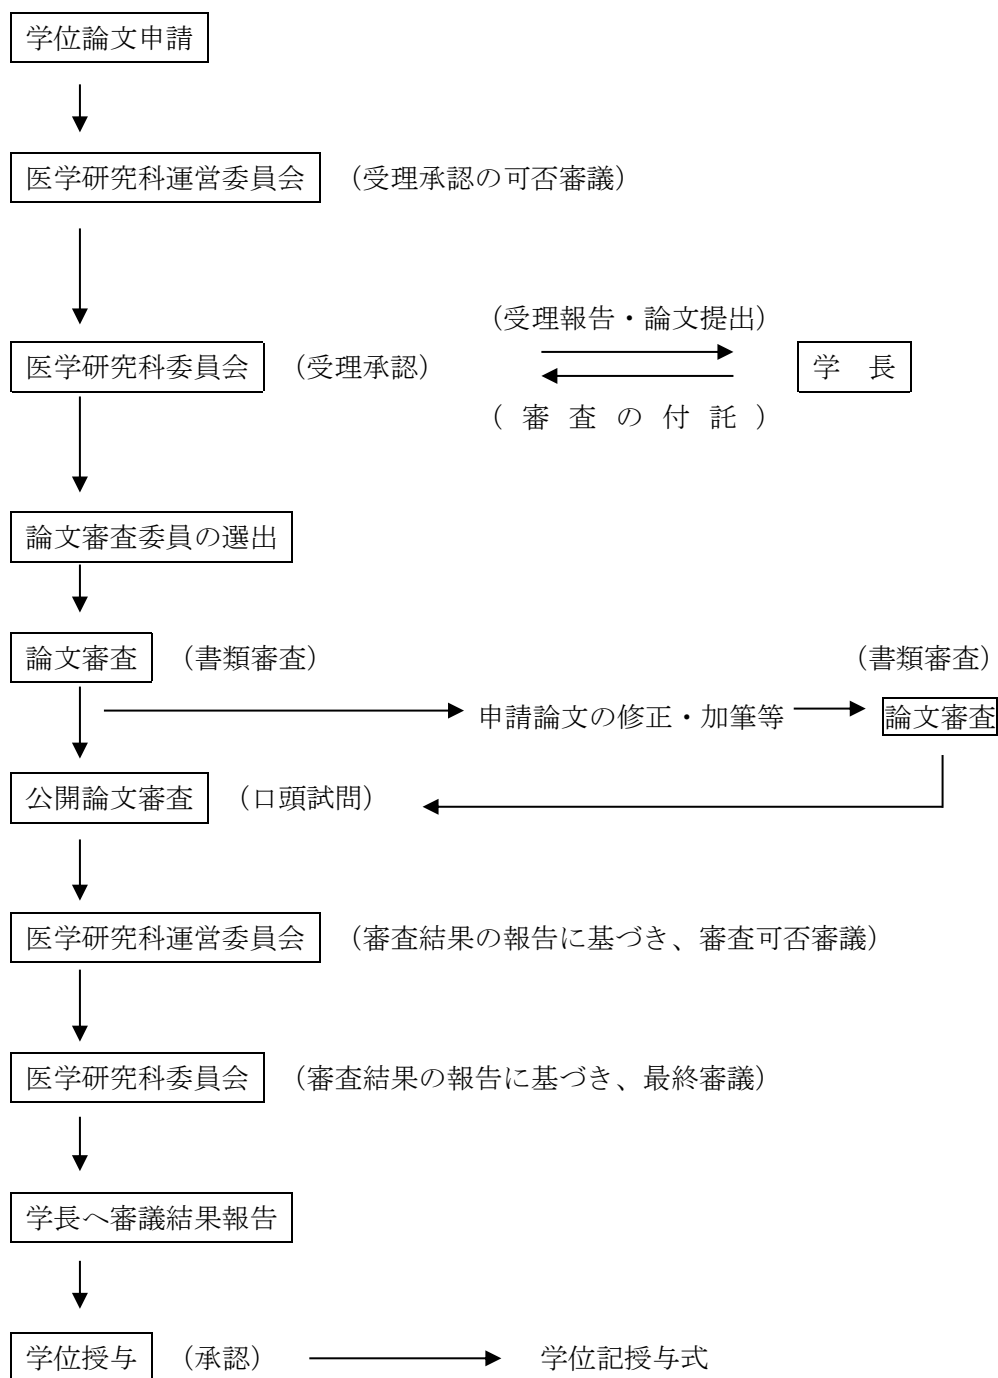 学位論文申請
医学研究科運営委員会 (受理承認の可否審議)
(受理報告・論文提出)
医学研究科委員会 (受理承認) 学 長
( 審 査 の 付 託 )
論文審査委員の選出
論文審査 (書類審査) (書類審査)
申請論文の修正・加筆等 論文審査
公開論文審査 (口頭試問)
医学研究科運営委員会 (審査結果の報告に基づき、審査可否審議)
医学研究科委員会 (審査結果の報告に基づき、最終審議)
学長へ審議結果報告
学位授与 (承認) 学位記授与式